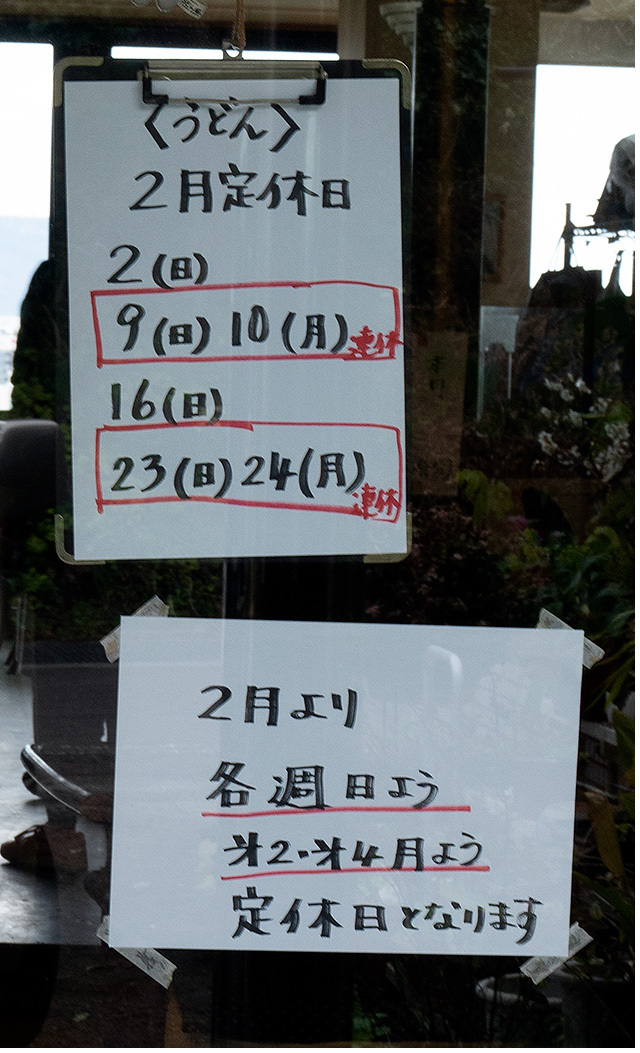 〈うどん〉
2月定休日
2(日)
9(日) 10(月) 連休
16(日)
23(日) 24(月) 連休
2月より
各週日よう
㐧2・㐧4月よう
定休日となります